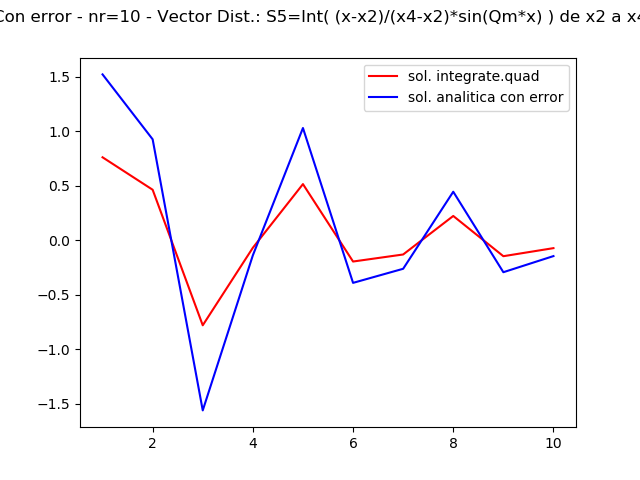 Con error - nr=10 - Vector Dist.: S5=Int( (x-x2)/(x4-x2)*sin(Qm*x) ) de x2 a x4
sol. integrate.quad
sol. analitica con error
1.5
1.0
0.5
0.0
−0.5
−1.0
−1.5
2 4 6 8 10